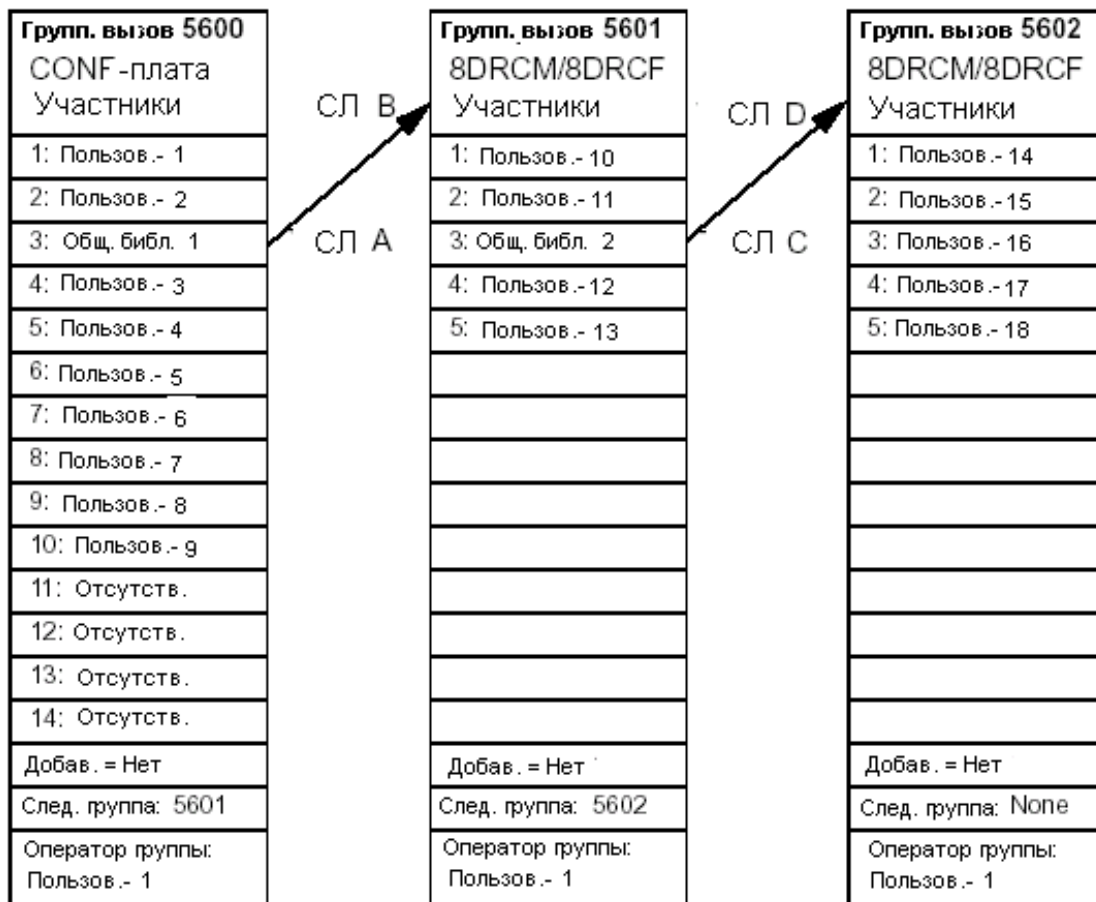 Групп. вызов 5600
CONF-плата
Участники
1: Пользов.- 1
2: Пользов.- 2
3: Общ. библ. 1
4: Пользов.- 3
5: Пользов.- 4
6: Пользов.- 5
7: Пользов.- 6
8: Пользов.- 7
9: Пользов.- 8
10: Пользов.- 9
11: Отсутств.
12: Отсутств.
13: Отсутств.
14: Отсутств.
Добав. = Нет
След. группа: 5601
Оператор группы:
Пользов.- 1
СЛ B
СЛ A
Групп. вызов 5601
8DRCM/8DRCF
Участники
1: Пользов.- 10
2: Пользов.- 11
3: Общ. библ. 2
4: Пользов.-12
5: Пользов.- 13
Добав. = Нет
След. группа: 5602
Оператор группы:
Пользов.- 1
СЛ D
СЛ C
Групп. вызов 5602
8DRCM/8DRCF
Участники
1: Пользов.- 14
2: Пользов.- 15
3: Пользов.- 16
4: Пользов.- 17
5: Пользов.- 18
Добав. = Нет
След. группа: None
Оператор группы:
Пользов.- 1